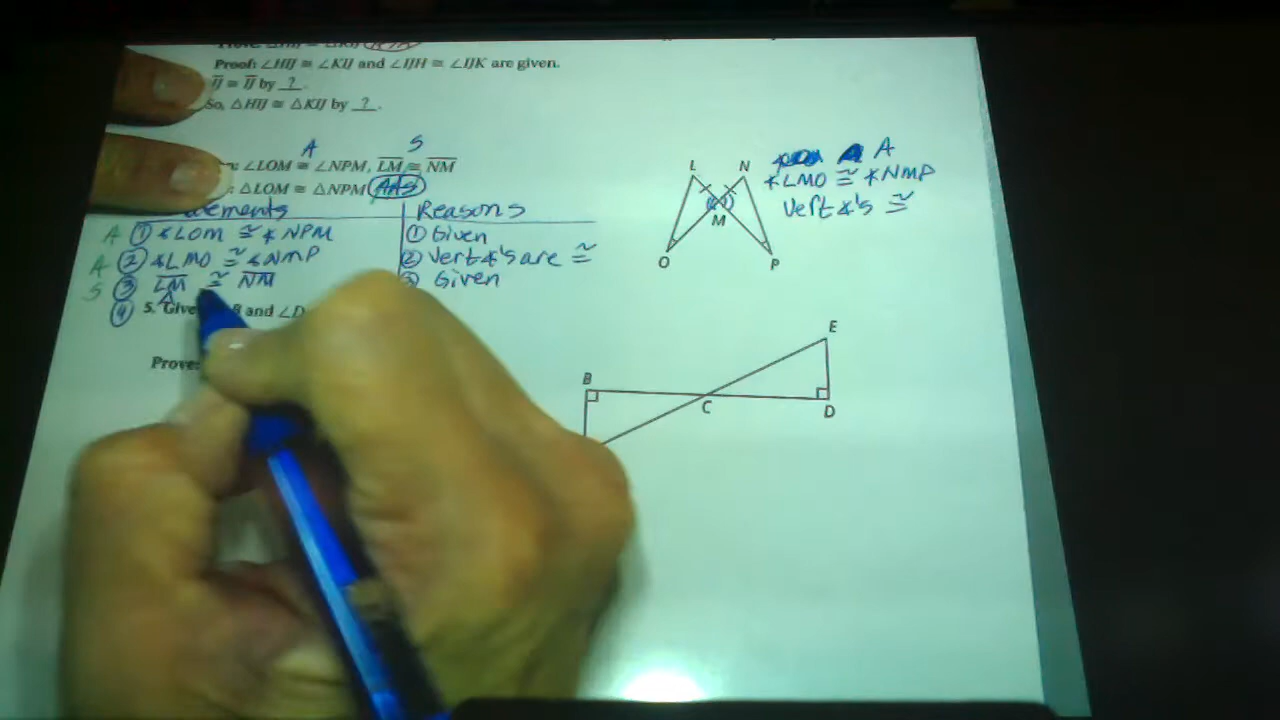 Proof: ∠HIJ ≅ ∠KIJ and ∠IJH ≅ ∠IJK are given.
IJ ≅ IJ by ? .
So, △HIJ ≅ △KIJ by ? .
A S
∠LOM ≅ ∠NPM, LM ≅ NM
△LOM ≅ △NPM AAS
Reasons
A ① ∡LOM ≅ ∡NPM ① Given
A ② ∡LMO ≅ ∡NMP ② Vert ∡'s are ≅
S ③ LM ≅ NM Given
④ △
5. and ∠D
Prove:
L N
M
O P
A
∡LMO ≅ ∡NMP
Vert ∡'s ≅
E
B
C
D